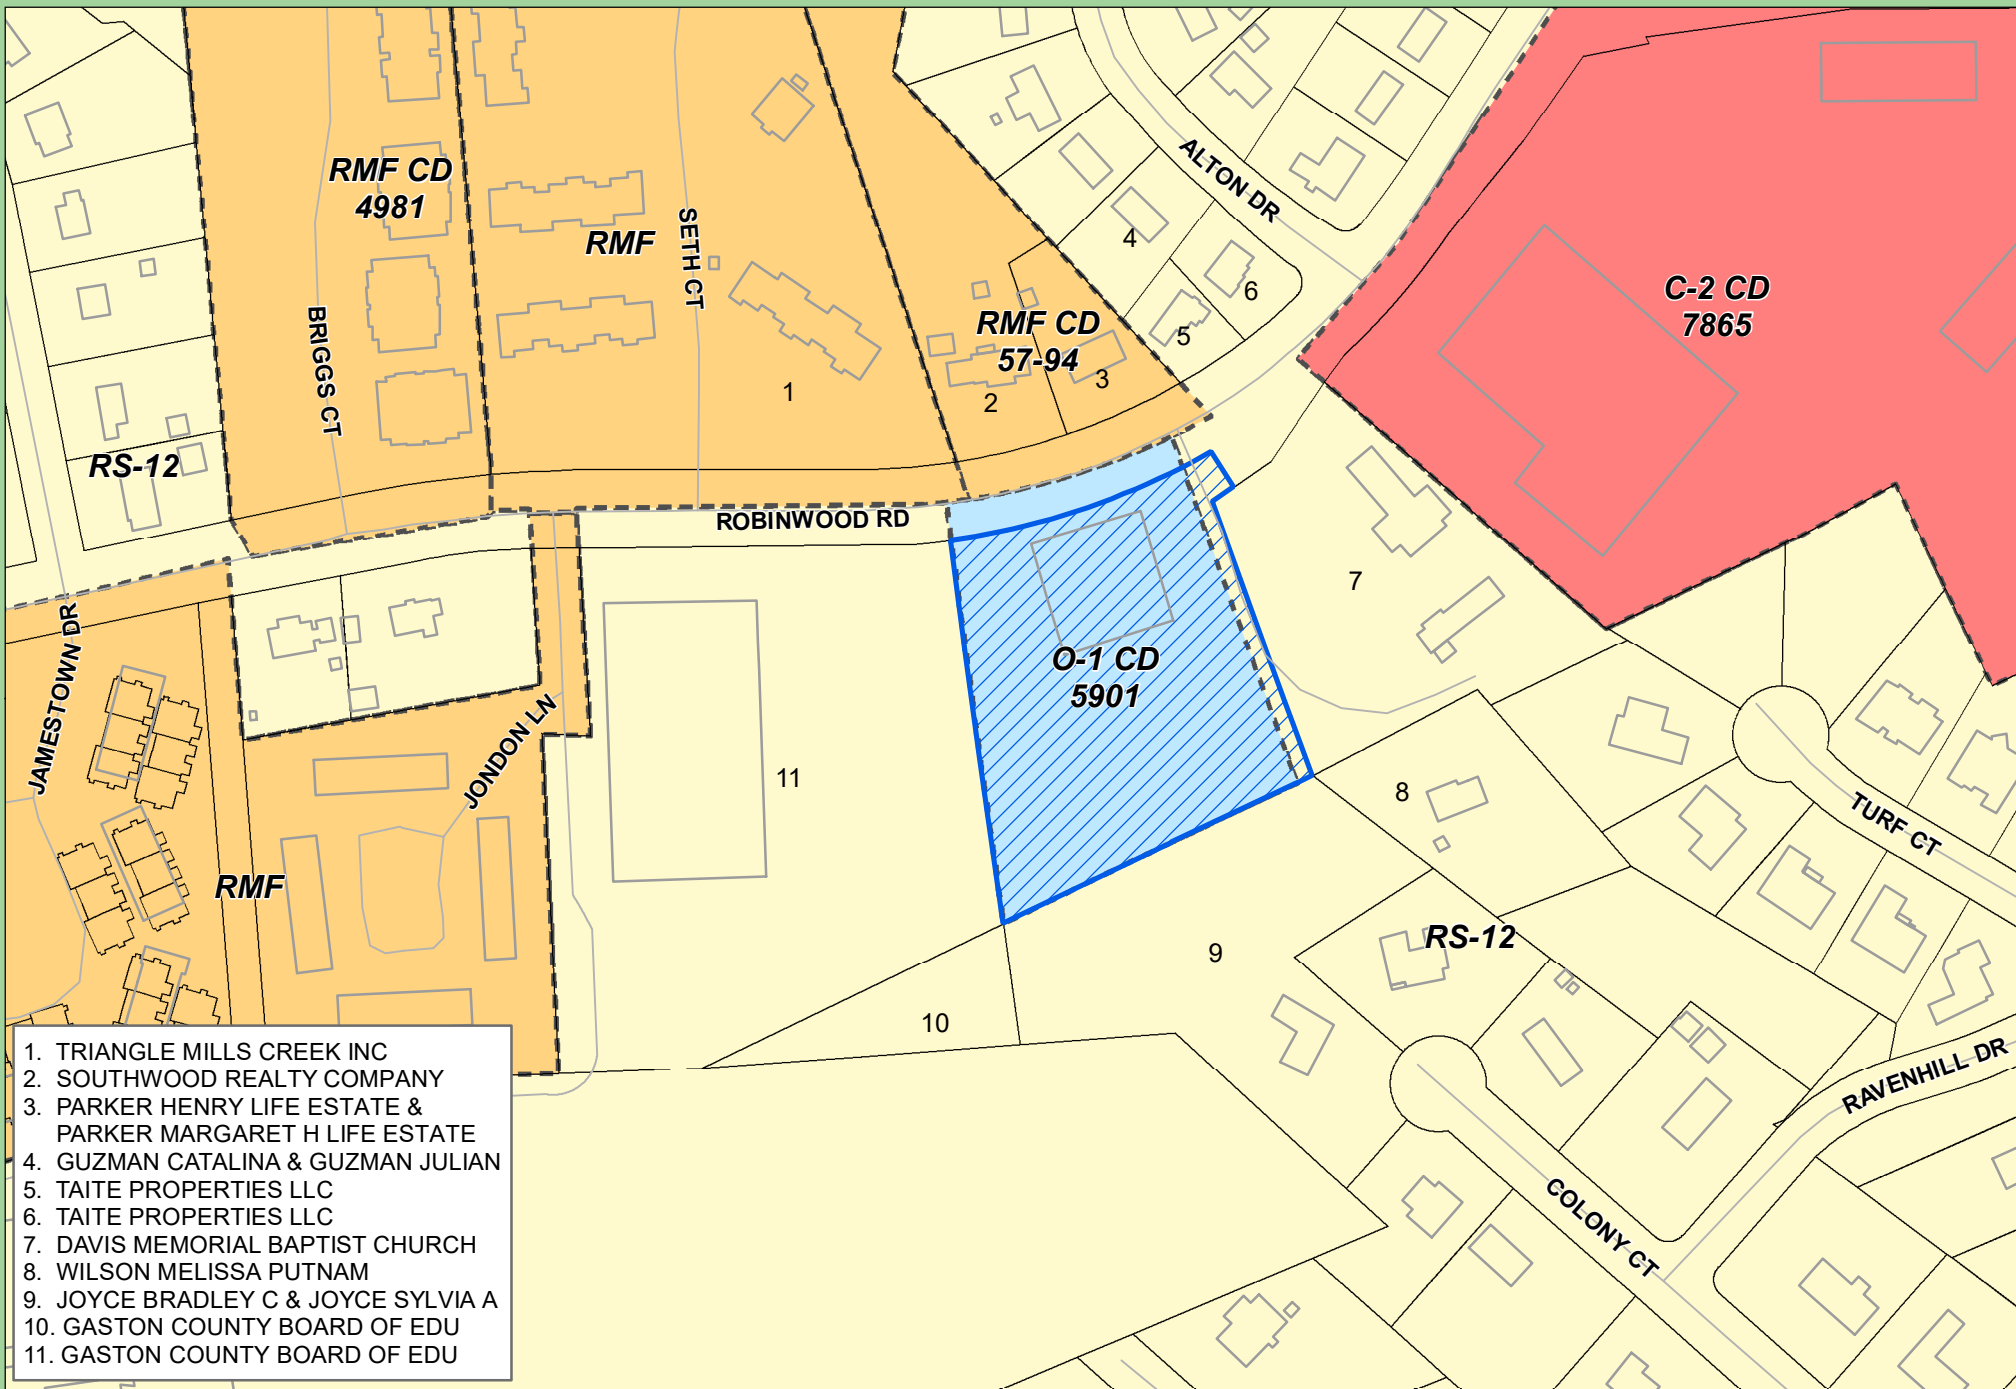 RMF CD
4981
RMF
SETH CT
BRIGGS CT
RS-12
1
RMF CD
57-94
2
3
4
5
6
ALTON DR
C-2 CD
7865
ROBINWOOD RD
JAMESTOWN DR
JONDON LN
RMF
11
O-1 CD
5901
7
8
9
10
RS-12
TURF CT
RAVENHILL DR
COLONY CT
1. TRIANGLE MILLS CREEK INC
2. SOUTHWOOD REALTY COMPANY
3. PARKER HENRY LIFE ESTATE &
PARKER MARGARET H LIFE ESTATE
4. GUZMAN CATALINA & GUZMAN JULIAN
5. TAITE PROPERTIES LLC
6. TAITE PROPERTIES LLC
7. DAVIS MEMORIAL BAPTIST CHURCH
8. WILSON MELISSA PUTNAM
9. JOYCE BRADLEY C & JOYCE SYLVIA A
10. GASTON COUNTY BOARD OF EDU
11. GASTON COUNTY BOARD OF EDU